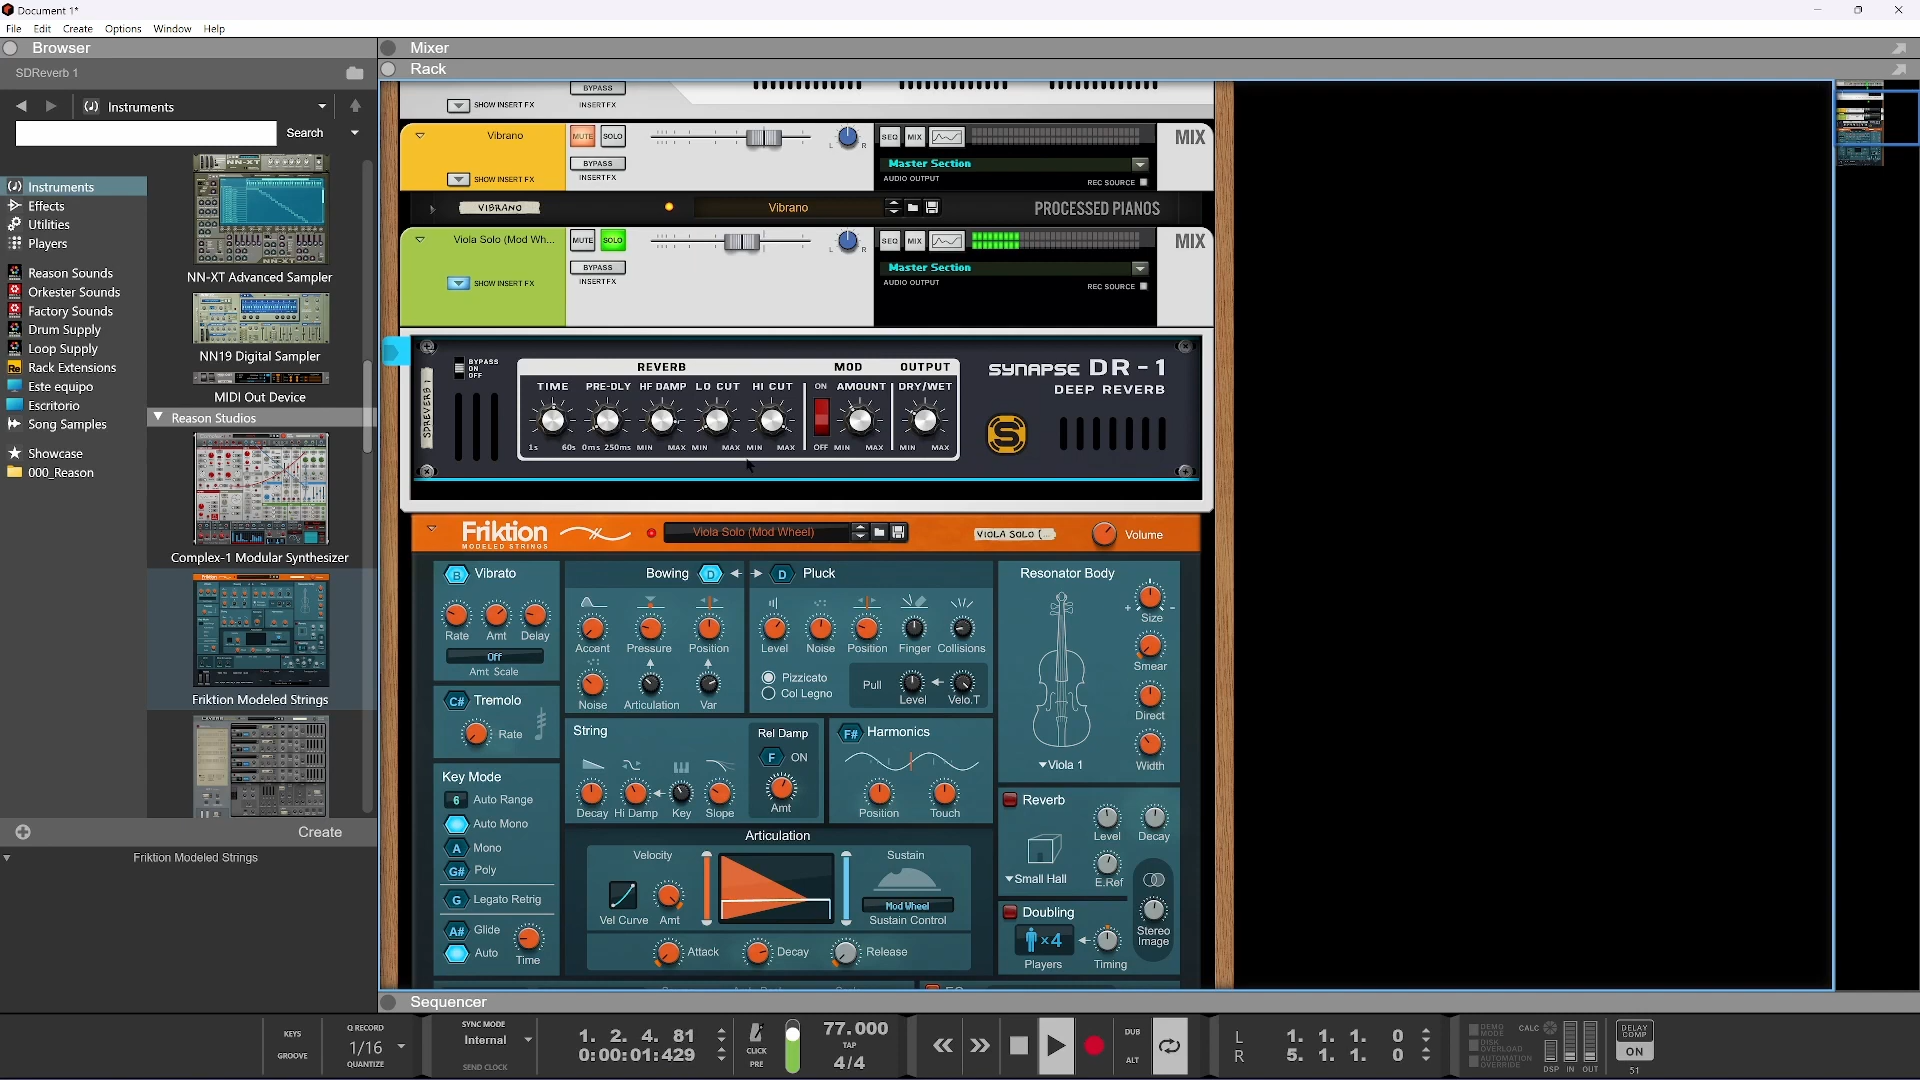 Document 1*
File Edit Create Options Window Help
Browser
Mixer
SDReverb 1
Rack
Instruments
Search
Instruments
Effects
Utilities
Players
Reason Sounds
Orkester Sounds
Factory Sounds
Drum Supply
Loop Supply
Rack Extensions
Este equipo
Escritorio
Song Samples
Showcase
000_Reason
NN-XT Advanced Sampler
NN19 Digital Sampler
MIDI Out Device
Reason Studios
Complex-1 Modular Synthesizer
Friktion Modeled Strings
Create
Friktion Modeled Strings
BYPASS
SHOW INSERT FX
INSERT FX
Vibrano
MUTE SOLO
L R
SEQ MIX
MIX
BYPASS
Master Section
SHOW INSERT FX
INSERT FX
AUDIO OUTPUT
REC SOURCE
VIBRANO
Vibrano
PROCESSED PIANOS
Viola Solo (Mod Wh...
MUTE SOLO
L R
SEQ MIX
MIX
BYPASS
Master Section
SHOW INSERT FX
INSERT FX
AUDIO OUTPUT
REC SOURCE
BYPASS
ON
OFF
REVERB MOD OUTPUT
TIME PRE-DLY HF DAMP LO CUT HI CUT ON AMOUNT DRY/WET
1s 60s 0ms 250ms MIN MAX MIN MAX MIN MAX OFF MIN MAX MIN MAX
SYNAPSE DR-1
DEEP REVERB
S
Friktion
MODELED STRINGS
Viola Solo (Mod Wheel)
VIOLA SOLO (...
Volume
B Vibrato
Rate Amt Delay
Off
Amt Scale
C# Tremolo
Rate
Key Mode
6 Auto Range
Auto Mono
A Mono
G# Poly
G Legato Retrig
A# Glide
Auto
Time
Bowing D
Accent Pressure Position
Noise Articulation Var
D Pluck
Level Noise Position Finger Collisions
Pizzicato
Col Legno
Pull
Level Velo.T
String
Decay Hi Damp Key Slope
Rel Damp
F ON
Amt
F# Harmonics
Position Touch
Articulation
Velocity
Vel Curve Amt
Sustain
Mod Wheel
Sustain Control
Attack Decay Release
Resonator Body
Size
Smear
Direct
Width
Viola 1
Reverb
Level Decay
Small Hall
E.Ref
Doubling
x4
Players Timing
Stereo
Image
Sequencer
KEYS
GROOVE
Q RECORD
1/16
QUANTIZE
SYNC MODE
Internal
SEND CLOCK
1. 2. 4. 81
0:00:01:429
CLICK
PRE
77.000
TAP
4/4
DUB
ALT
L 1. 1. 1. 0
R 5. 1. 1. 0
DEMO
MODE
DISK
OVERLOAD
AUTOMATION
OVERRIDE
CALC
DSP IN OUT
DELAY
COMP
ON
51